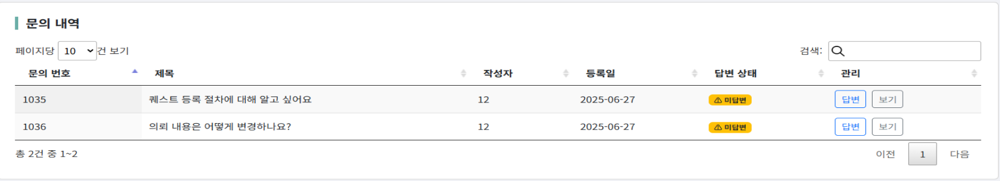 문의 내역
페이지당 10 건 보기 검색:
문의 번호 제목 작성자 등록일 답변 상태 관리
1035 퀘스트 등록 절차에 대해 알고 싶어요 12 2025-06-27 ⚠ 미답변 답변 보기
1036 의뢰 내용은 어떻게 변경하나요? 12 2025-06-27 ⚠ 미답변 답변 보기
총 2건 중 1~2 이전 1 다음